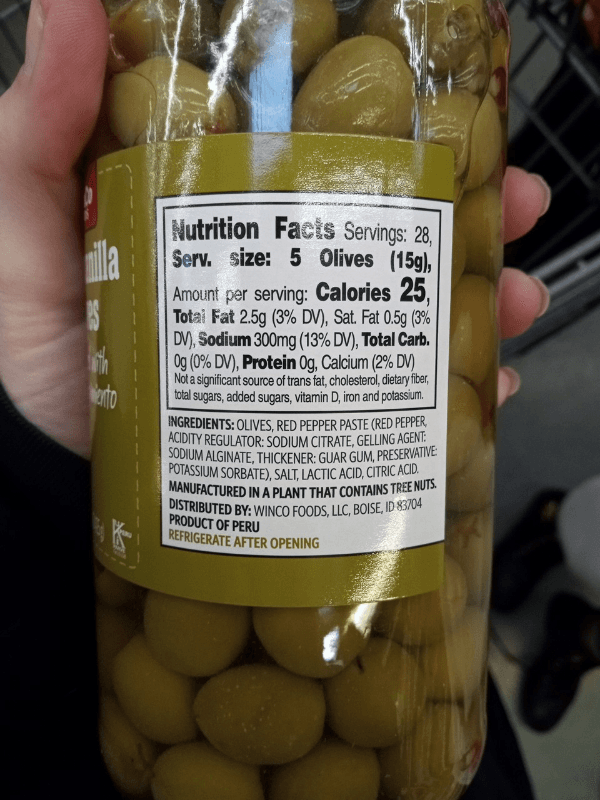 nilla
es
with
mento
Nutrition Facts Servings: 28,
Serv. size: 5 Olives (15g),
Amount per serving: Calories 25,
Total Fat 2.5g (3% DV), Sat. Fat 0.5g (3%
DV), Sodium 300mg (13% DV), Total Carb.
0g (0% DV), Protein 0g, Calcium (2% DV)
Not a significant source of trans fat, cholesterol, dietary fiber,
total sugars, added sugars, vitamin D, iron and potassium.
INGREDIENTS: OLIVES, RED PEPPER PASTE (RED PEPPER,
ACIDITY REGULATOR: SODIUM CITRATE, GELLING AGENT:
SODIUM ALGINATE, THICKENER: GUAR GUM, PRESERVATIVE:
POTASSIUM SORBATE), SALT, LACTIC ACID, CITRIC ACID.
MANUFACTURED IN A PLANT THAT CONTAINS TREE NUTS.
DISTRIBUTED BY: WINCO FOODS, LLC, BOISE, ID 83704
PRODUCT OF PERU
REFRIGERATE AFTER OPENING
K